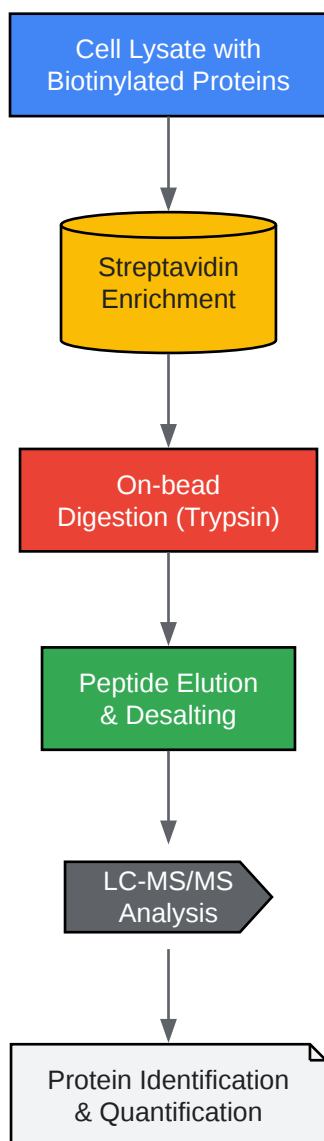 Cell Lysate with
Biotinylated Proteins
Streptavidin
Enrichment
On-bead
Digestion (Trypsin)
Peptide Elution
& Desalting
LC-MS/MS
Analysis
Protein Identification
& Quantification